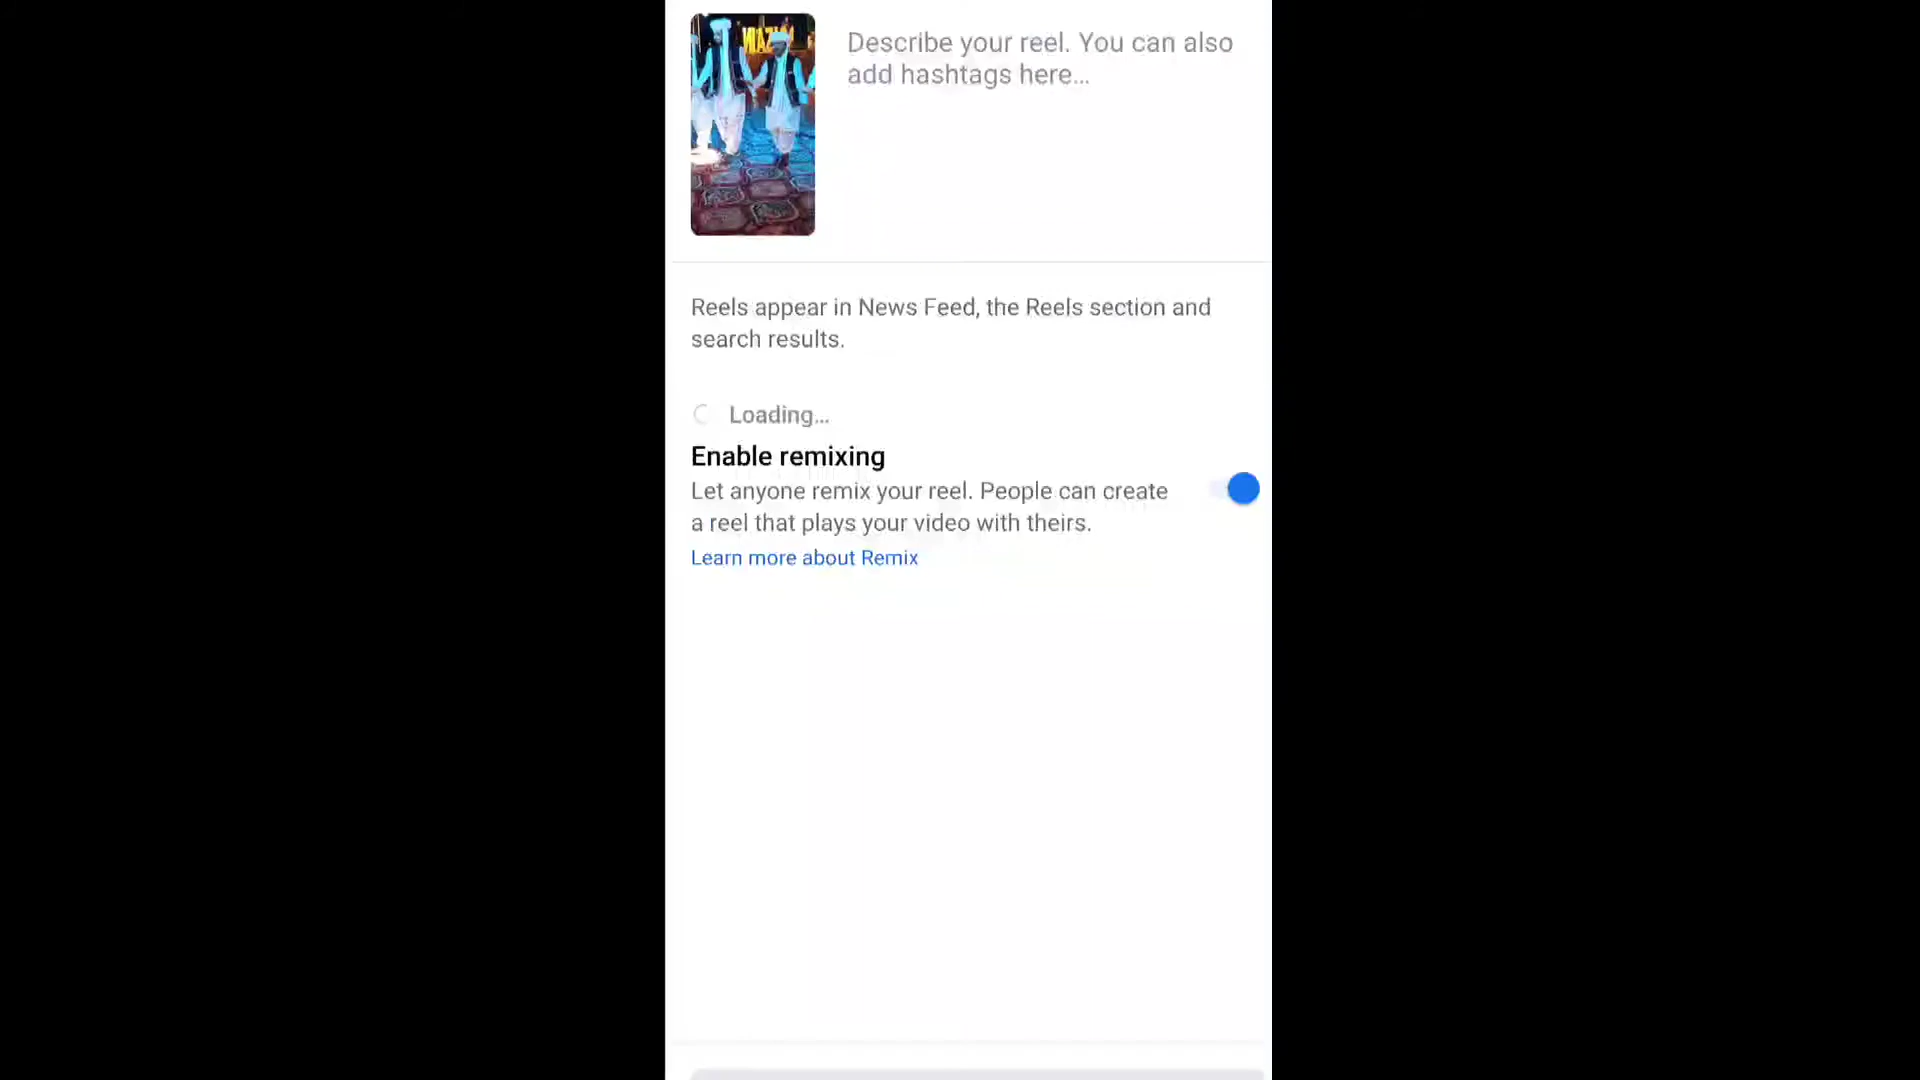 Describe your reel. You can also
add hashtags here...
Reels appear in News Feed, the Reels section and
search results.
Loading...
Enable remixing
Let anyone remix your reel. People can create
a reel that plays your video with theirs.
Learn more about Remix